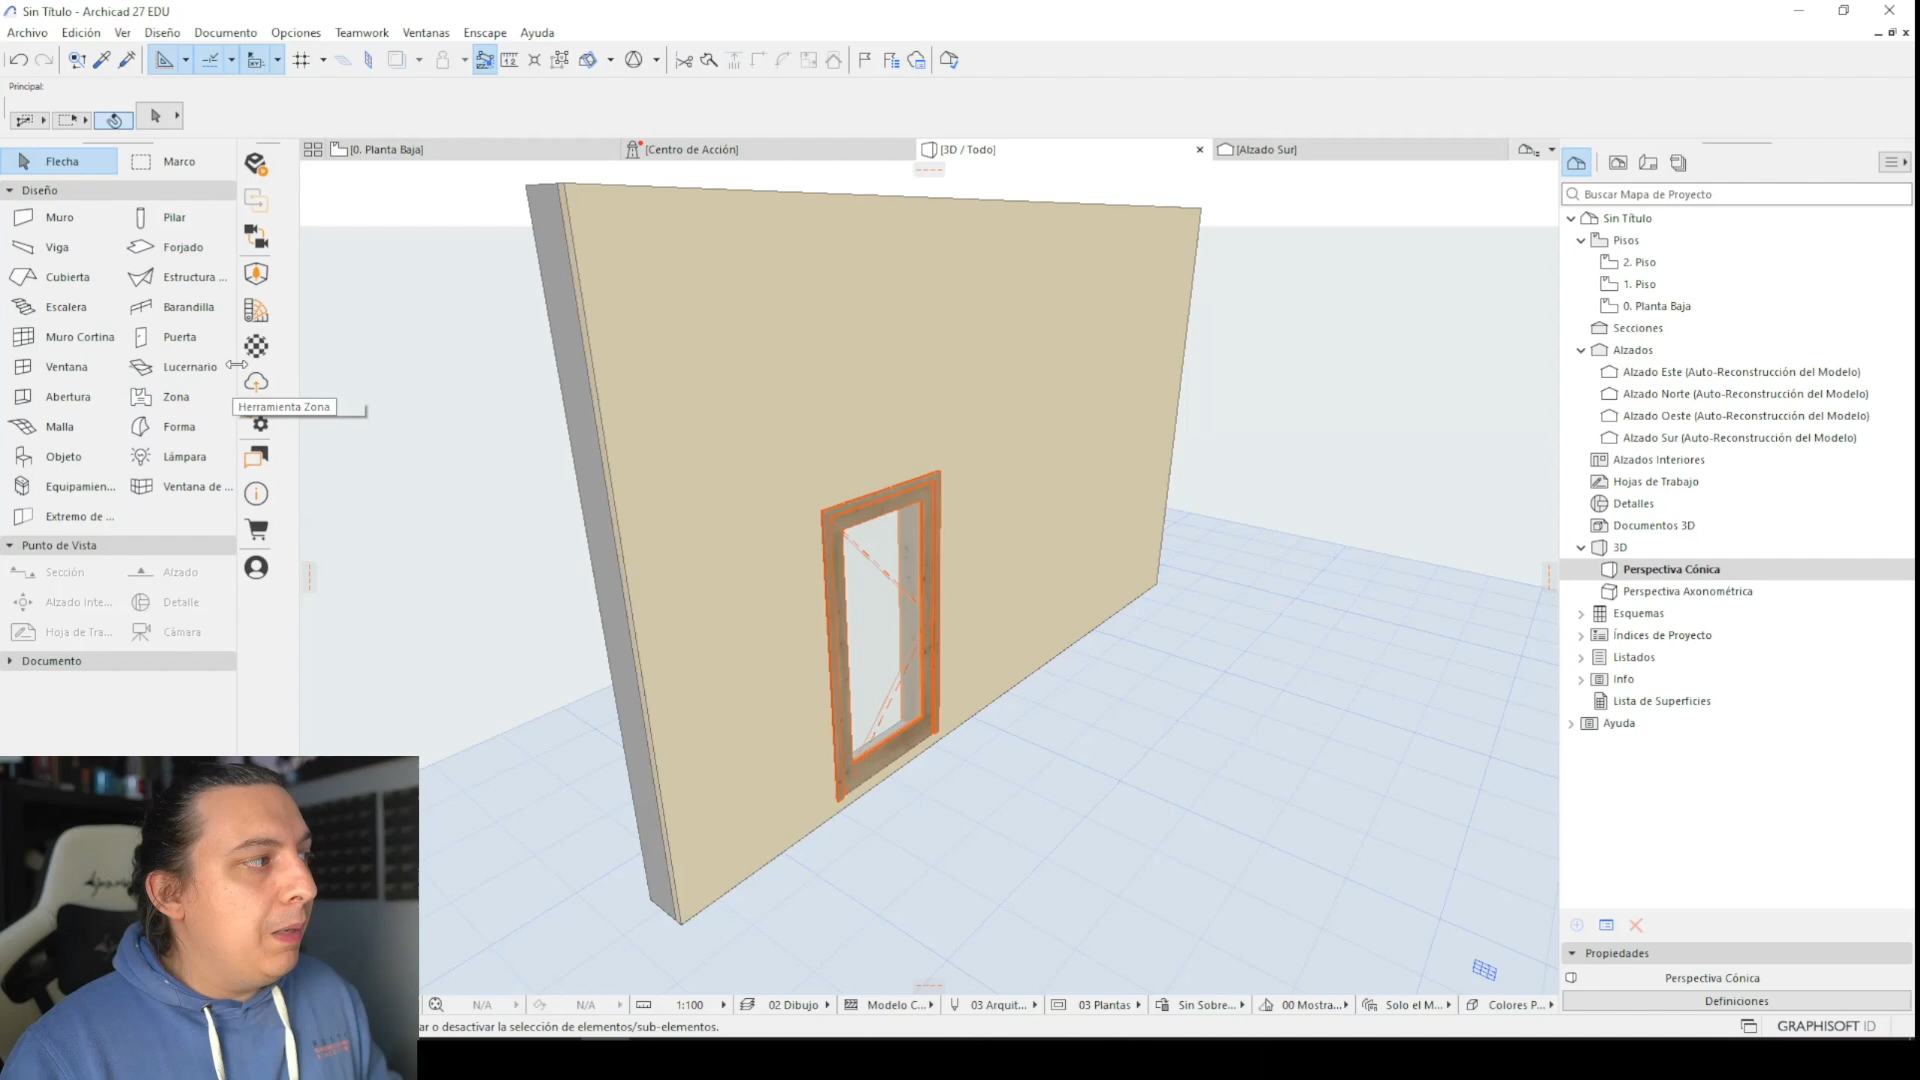 Sin Título - Archicad 27 EDU
Archivo Edición Ver Diseño Documento Opciones Teamwork Ventanas Enscape Ayuda
Principal:
[0. Planta Baja] [Centro de Acción] [3D / Todo] [Alzado Sur]
Flecha Marco
Diseño
Muro Pilar
Viga Forjado
Cubierta Estructura ...
Escalera Barandilla
Muro Cortina Puerta
Ventana Lucernario
Abertura Zona
Herramienta Zona
Malla Forma
Objeto Lámpara
Equipamien... Ventana de ...
Extremo de ...
Punto de Vista
Sección Alzado
Alzado Inte... Detalle
Hoja de Tra... Cámara
Documento
Buscar Mapa de Proyecto
Sin Título
Pisos
2. Piso
1. Piso
0. Planta Baja
Secciones
Alzados
Alzado Este (Auto-Reconstrucción del Modelo)
Alzado Norte (Auto-Reconstrucción del Modelo)
Alzado Oeste (Auto-Reconstrucción del Modelo)
Alzado Sur (Auto-Reconstrucción del Modelo)
Alzados Interiores
Hojas de Trabajo
Detalles
Documentos 3D
3D
Perspectiva Cónica
Perspectiva Axonométrica
Esquemas
Índices de Proyecto
Listados
Info
Lista de Superficies
Ayuda
Propiedades
Perspectiva Cónica
Definiciones
N/A N/A 1:100 02 Dibujo Modelo C... 03 Arquit... 03 Plantas Sin Sobre... 00 Mostra... Solo el M... Colores P...
ar o desactivar la selección de elementos/sub-elementos.
GRAPHISOFT ID